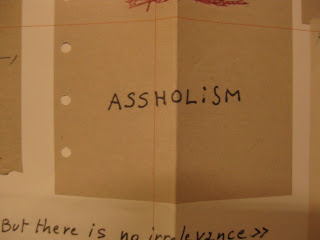 ASSHOLiSM
But there is no irrelevance >>